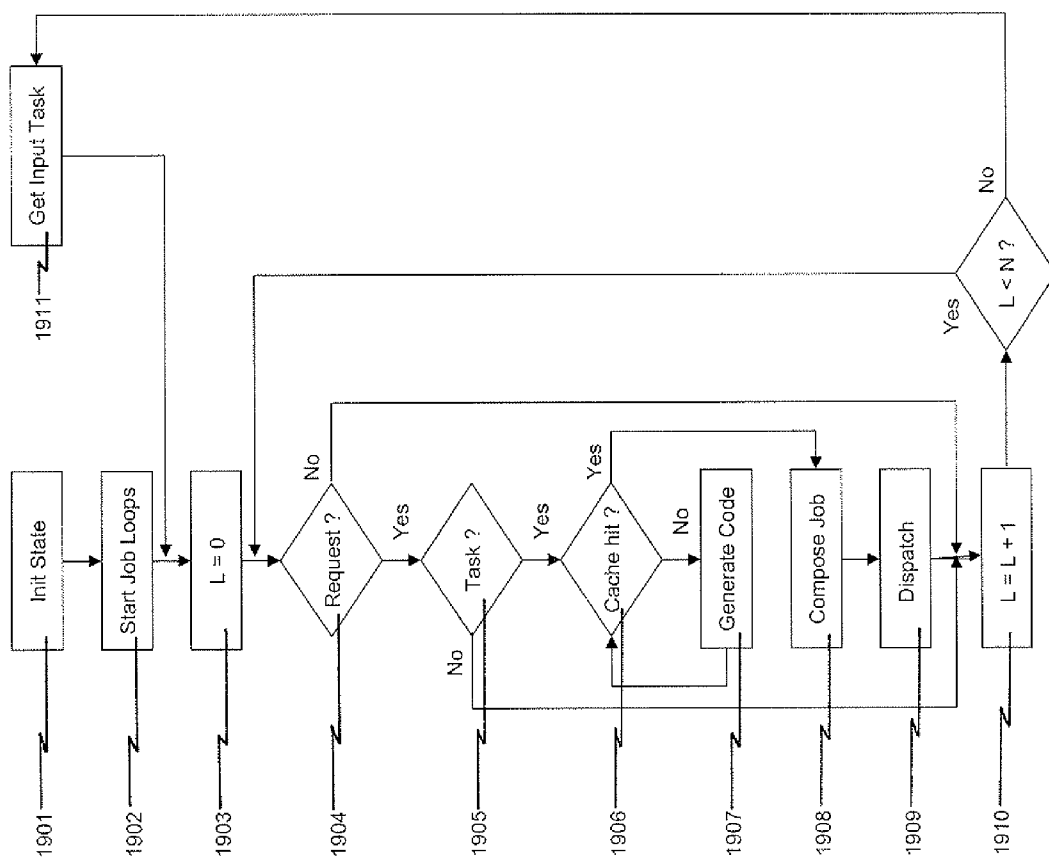 1901
Init State
1902
Start Job Loops
1903
L = 0
1904
Request ?
No
Yes
1905
Task ?
No
Yes
1906
Cache hit ?
Yes
No
1907
Generate Code
1908
Compose Job
1909
Dispatch
1910
L = L + 1
L < N ?
Yes
No
1911
Get Input Task